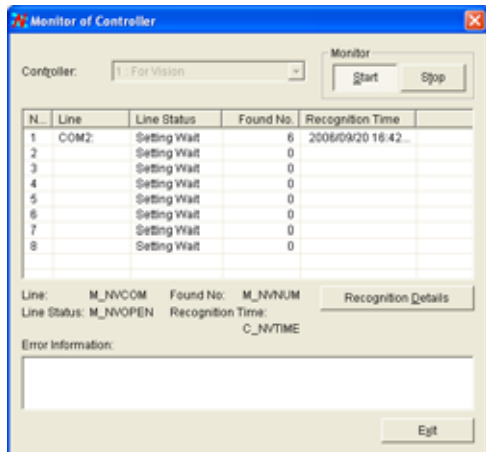 Monitor of Controller
Monitor
Controller: 1 : For Vision Start Stop
N... Line Line Status Found No. Recognition Time
1 COM2: Setting Wait 6 2006/09/20 16:42...
2 Setting Wait 0
3 Setting Wait 0
4 Setting Wait 0
5 Setting Wait 0
6 Setting Wait 0
7 Setting Wait 0
8 Setting Wait 0
Line: M_NVCOM Found No: M_NVNUM Recognition Details
Line Status: M_NVOPEN Recognition Time:
C_NVTIME
Error Information:
Exit